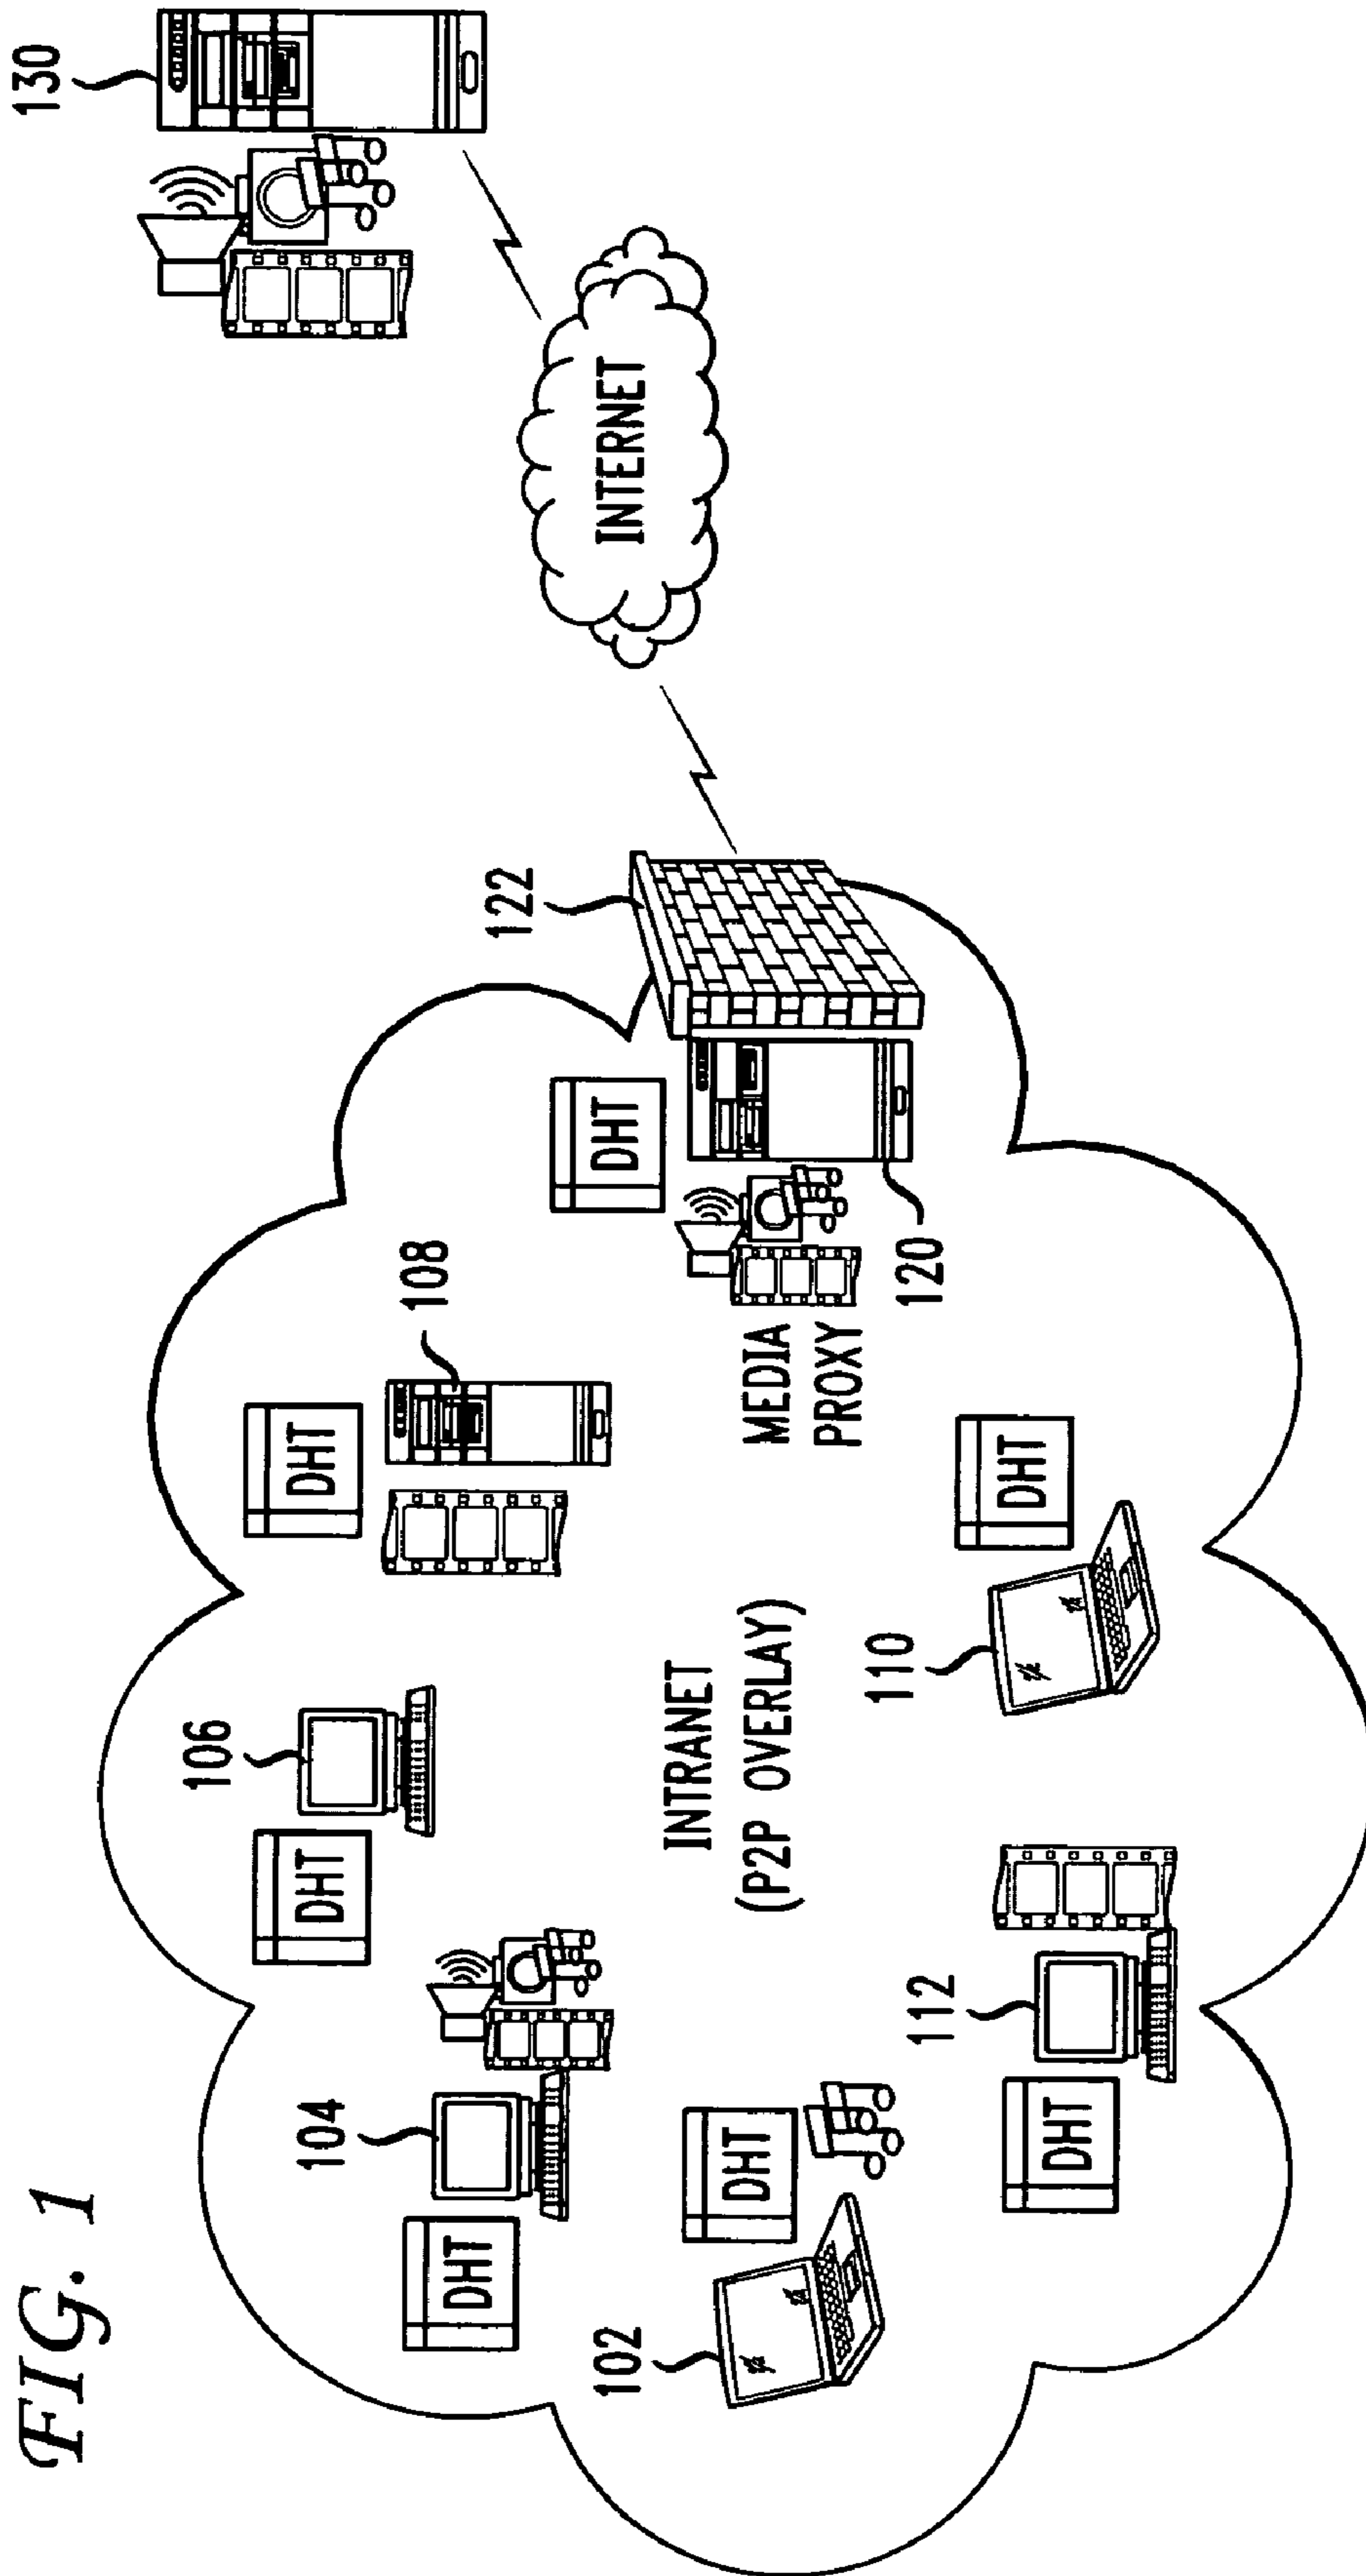 FIG. 1
130
INTERNET
122
DHT
120
MEDIA
PROXY
108
DHT
106
DHT
104
DHT
INTRANET
(P2P OVERLAY)
110
DHT
102
DHT
112
DHT